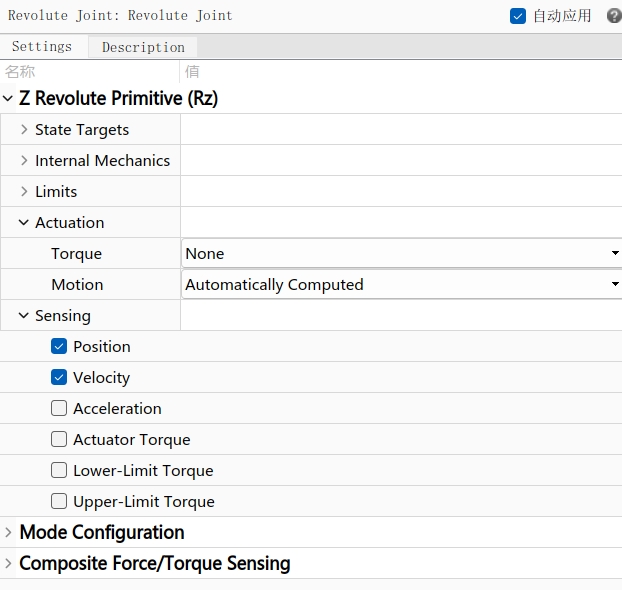 Revolute Joint: Revolute Joint 自动应用 ?
Settings Description
名称 值
Z Revolute Primitive (Rz)
State Targets
Internal Mechanics
Limits
Actuation
Torque None
Motion Automatically Computed
Sensing
Position
Velocity
Acceleration
Actuator Torque
Lower-Limit Torque
Upper-Limit Torque
Mode Configuration
Composite Force/Torque Sensing